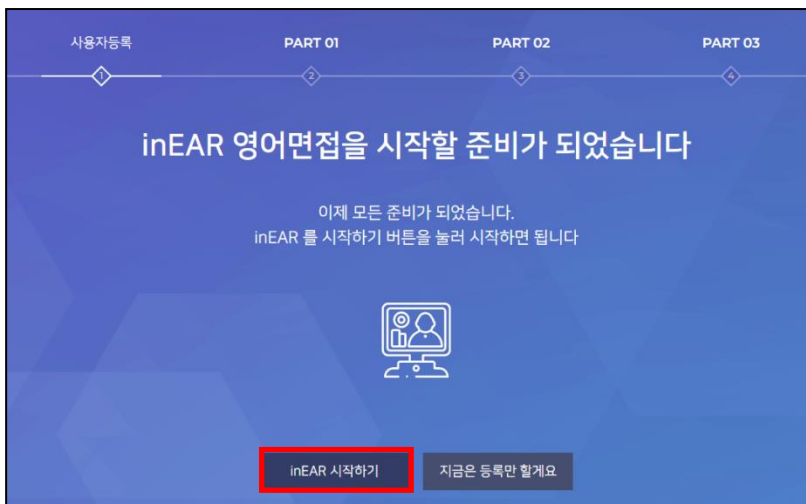 사용자등록 PART 01 PART 02 PART 03
1 2 3 4
inEAR 영어면접을 시작할 준비가 되었습니다
이제 모든 준비가 되었습니다.
inEAR 를 시작하기 버튼을 눌러 시작하면 됩니다
inEAR 시작하기 지금은 등록만 할게요